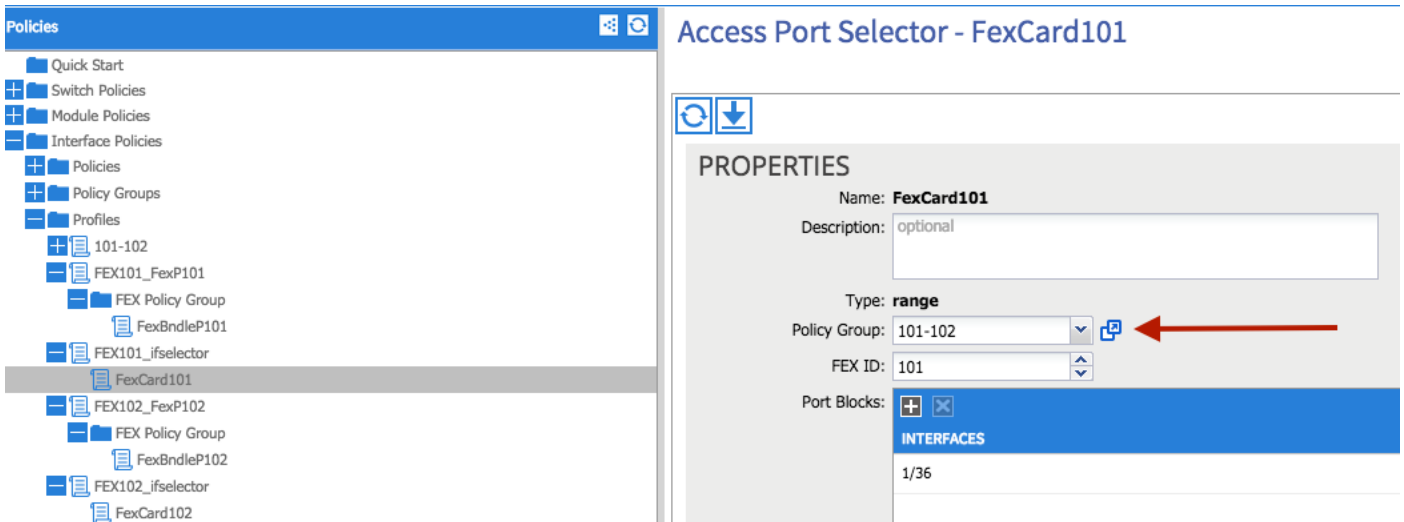 Policies
Quick Start
Switch Policies
Module Policies
Interface Policies
Policies
Policy Groups
Profiles
101-102
FEX101_FexP101
FEX Policy Group
FexBndleP101
FEX101_ifselector
FexCard101
FEX102_FexP102
FEX Policy Group
FexBndleP102
FEX102_ifselector
FexCard102
Access Port Selector - FexCard101
PROPERTIES
Name: FexCard101
Description: optional
Type: range
Policy Group: 101-102
FEX ID: 101
Port Blocks:
INTERFACES
1/36